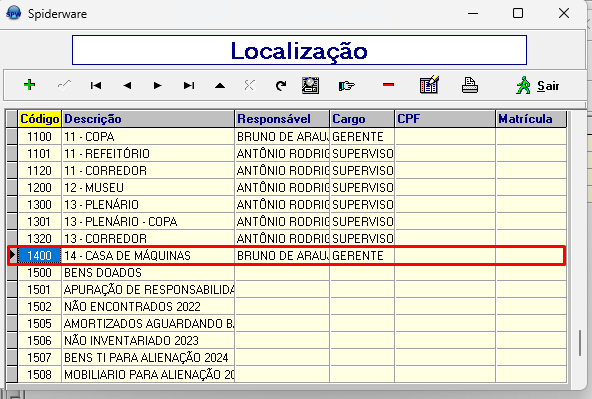 Spiderware
Localização
Sair
Código Descrição Responsável Cargo CPF Matrícula
1100 11 - COPA BRUNO DE ARAUJ GERENTE
1101 11 - REFEITÓRIO ANTÔNIO RODRIG SUPERVISO
1120 11 - CORREDOR ANTÔNIO RODRIG SUPERVISO
1200 12 - MUSEU ANTÔNIO RODRIG SUPERVISO
1300 13 - PLENÁRIO ANTÔNIO RODRIG SUPERVISO
1301 13 - PLENÁRIO - COPA ANTÔNIO RODRIG SUPERVISO
1320 13 - CORREDOR ANTÔNIO RODRIG SUPERVISO
1400 14 - CASA DE MÁQUINAS BRUNO DE ARAUJ GERENTE
1500 BENS DOADOS
1501 APURAÇÃO DE RESPONSABILIDA
1502 NÃO ENCONTRADOS 2022
1505 AMORTIZADOS AGUARDANDO
1506 NÃO INVENTARIADO 2023
1507 BENS TI PARA ALIENAÇÃO 2024
1508 MOBILIARIO PARA ALIENAÇÃO 20